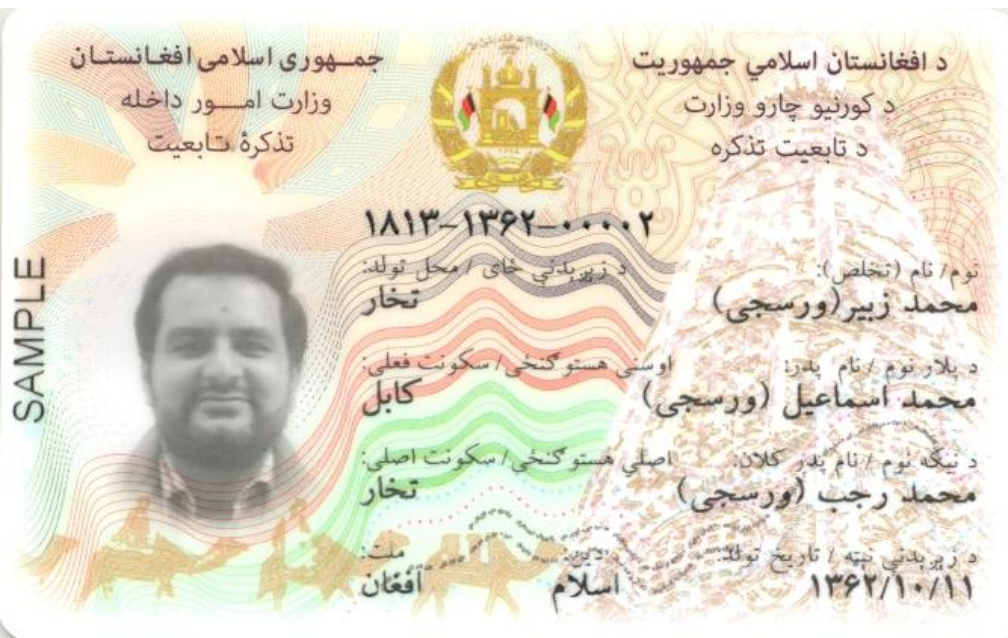 د افغانستان اسلامي جمهوریت
د کورنیو چارو وزارت
د تابعیت تذکره
جمهوری اسلامی افغانستان
وزارت امور داخله
تذکرهٔ تابعیت
۱۸۱۳-۱۳۶۲-۰۰۰۰۲
SAMPLE
نوم/ نام (تخلص):
محمد زبیر(ورسجی)
د زیږیدنې ځای / محل تولد:
تخار
د پلار نوم / نام پدر:
محمد اسماعیل (ورسجی)
اوسنی هستوګنځی/ سکونت فعلی:
کابل
د نیکه نوم / نام پدر کلان:
محمد رجب (ورسجی)
اصلي هستوګنځی/ سکونت اصلی:
تخار
د زیږیدنې نېټه / تاریخ تولد:
۱۳۶۲/۱۰/۱۱
دین:
اسلام
ملت:
افغان